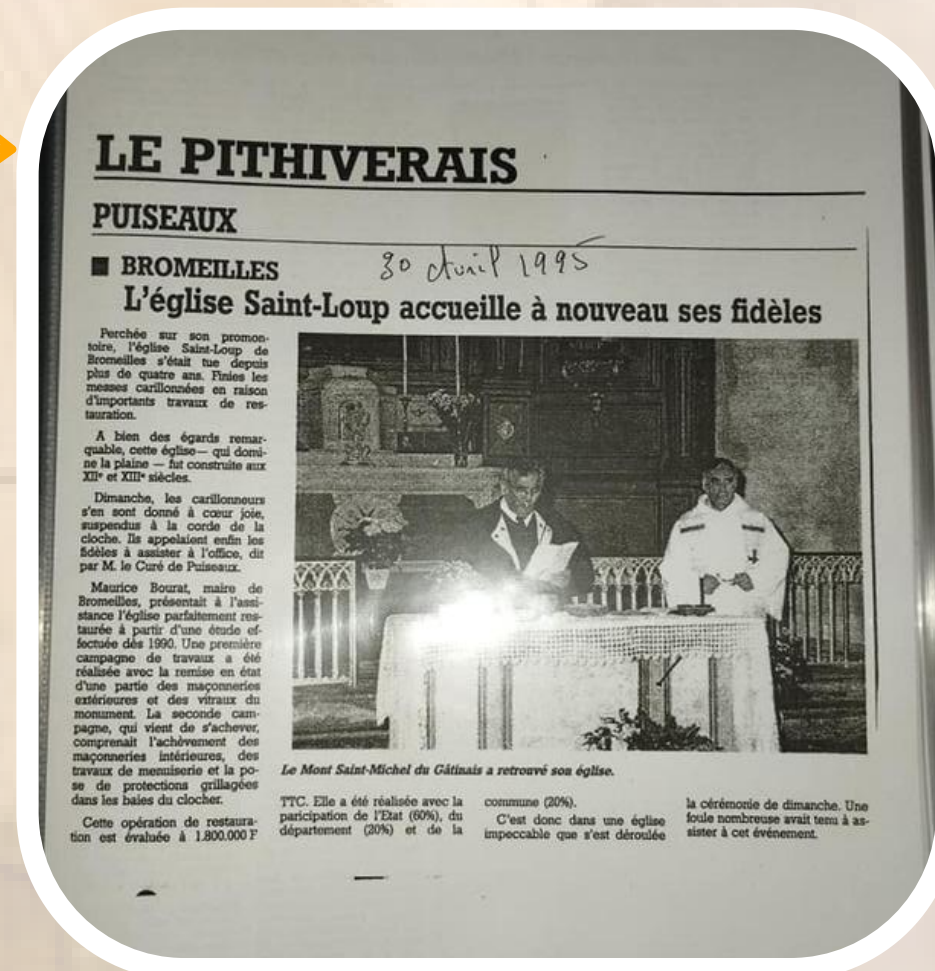 LE PITHIVERAIS
PUISEAUX
30 Avril 1995
■ BROMEILLES
L'église Saint-Loup accueille à nouveau ses fidèles
Perchée sur son promon-
toire, l'église Saint-Loup de
Bromeilles s'était tue depuis
plus de quatre ans. Finies les
messes carillonnées en raison
d'importants travaux de res-
tauration.
A bien des égards remar-
quable, cette église— qui domi-
ne la plaine — fut construite aux
XIIe et XIIIe siècles.
Dimanche, les carillonneurs
s'en sont donné à cœur joie,
suspendus à la corde de la
cloche. Ils appelaient enfin les
fidèles à assister à l'office, dit
par M. le Curé de Puiseaux.
Maurice Bourat, maire de
Bromeilles, présentait à l'assi-
stance l'église parfaitement res-
taurée à partir d'une étude ef-
fectuée dès 1990. Une première
campagne de travaux a été
réalisée avec la remise en état
d'une partie des maçonneries
extérieures et des vitraux du
monument. La seconde cam-
pagne, qui vient de s'achever,
comprenait l'achèvement des
maçonneries intérieures, des
travaux de menuiserie et la po-
se de protections grillagées
dans les baies du clocher.
Cette opération de restaura-
tion est évaluée à 1.800.000 F
Le Mont Saint-Michel du Gâtinais a retrouvé son église.
TTC. Elle a été réalisée avec la
paricipation de l'Etat (60%), du
département (20%) et de la
commune (20%).
C'est donc dans une église
impeccable que s'est déroulée
la cérémonie de dimanche. Une
foule nombreuse avait tenu à as-
sister à cet événement.